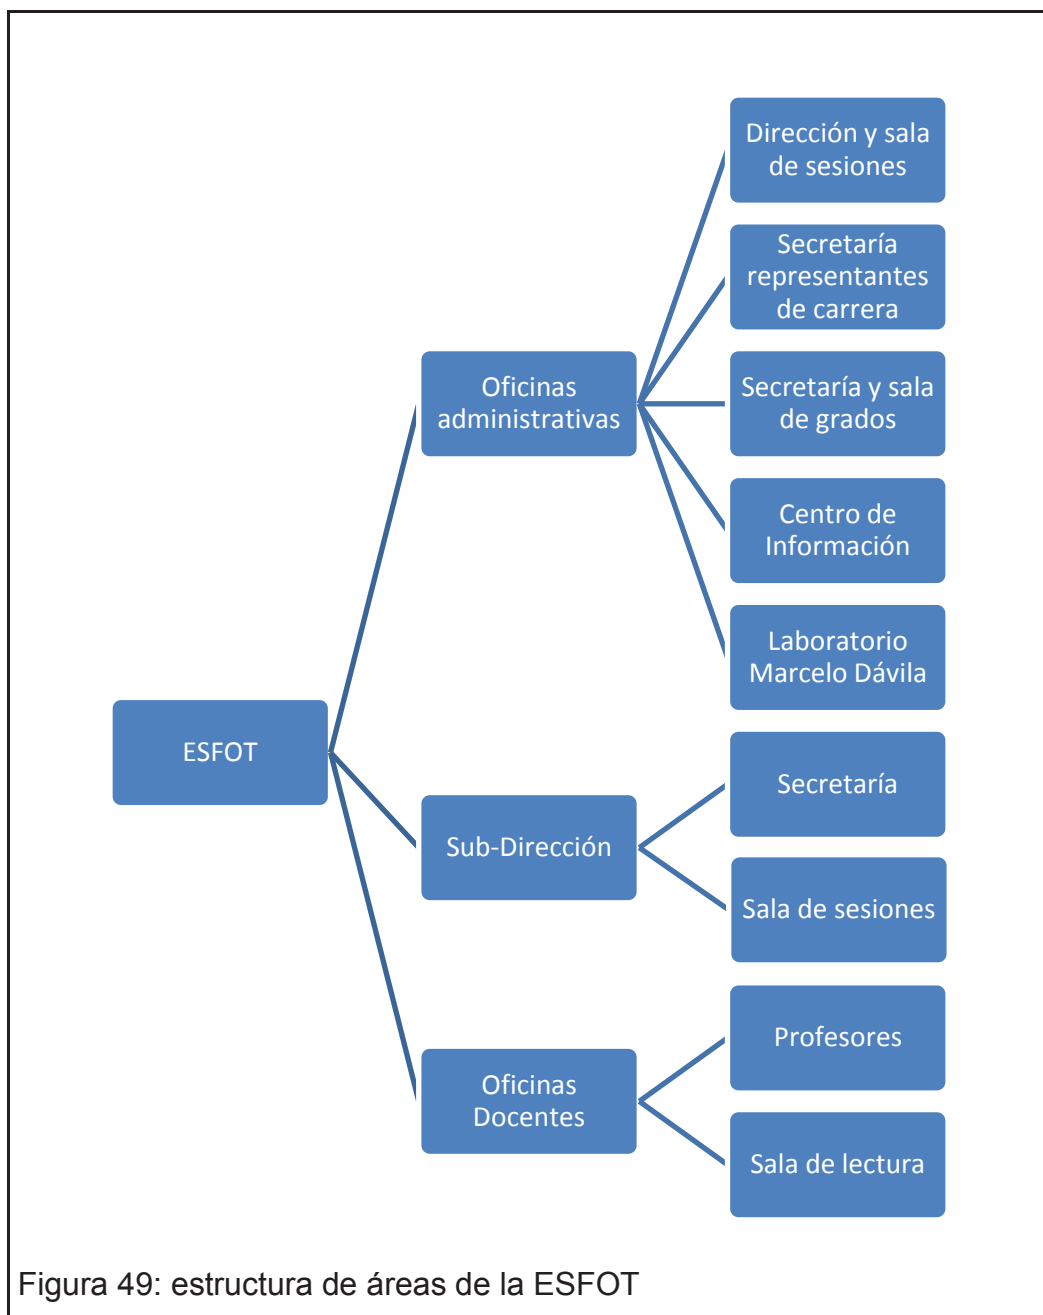 Dirección y sala
de sesiones
Secretaría
representantes
de carrera
Oficinas
administrativas
Secretaría y sala
de grados
Centro de
Información
Laboratorio
Marcelo Dávila
ESFOT
Secretaría
Sub-Dirección
Sala de sesiones
Profesores
Oficinas
Docentes
Sala de lectura
Figura 49: estructura de áreas de la ESFOT